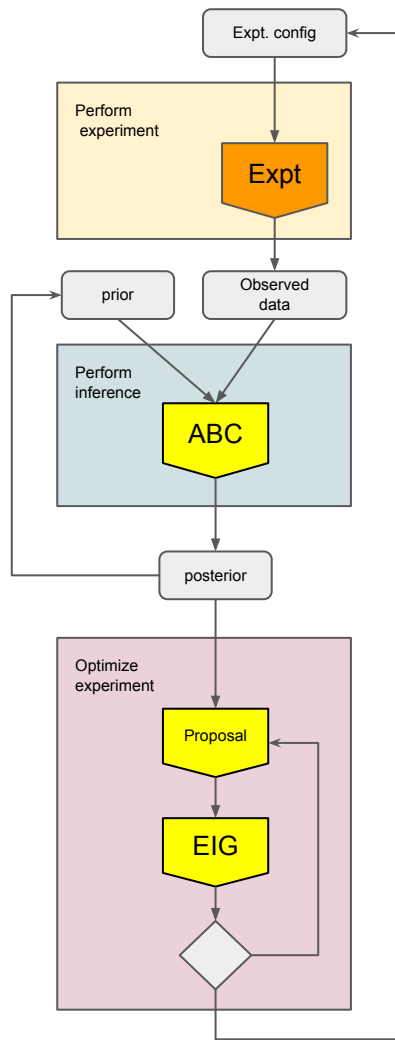 Expt. config
Perform
experiment
Expt
prior
Observed
data
Perform
inference
ABC
posterior
Optimize
experiment
Proposal
EIG